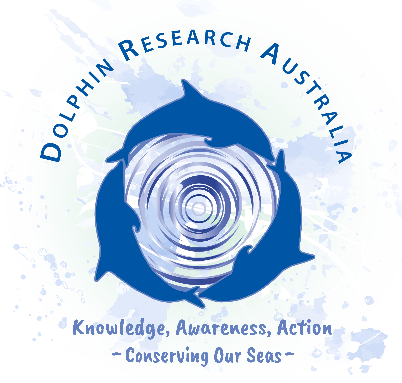 DOLPHIN RESEARCH AUSTRALIA
Knowledge, Awareness, Action
~ Conserving Our Seas ~